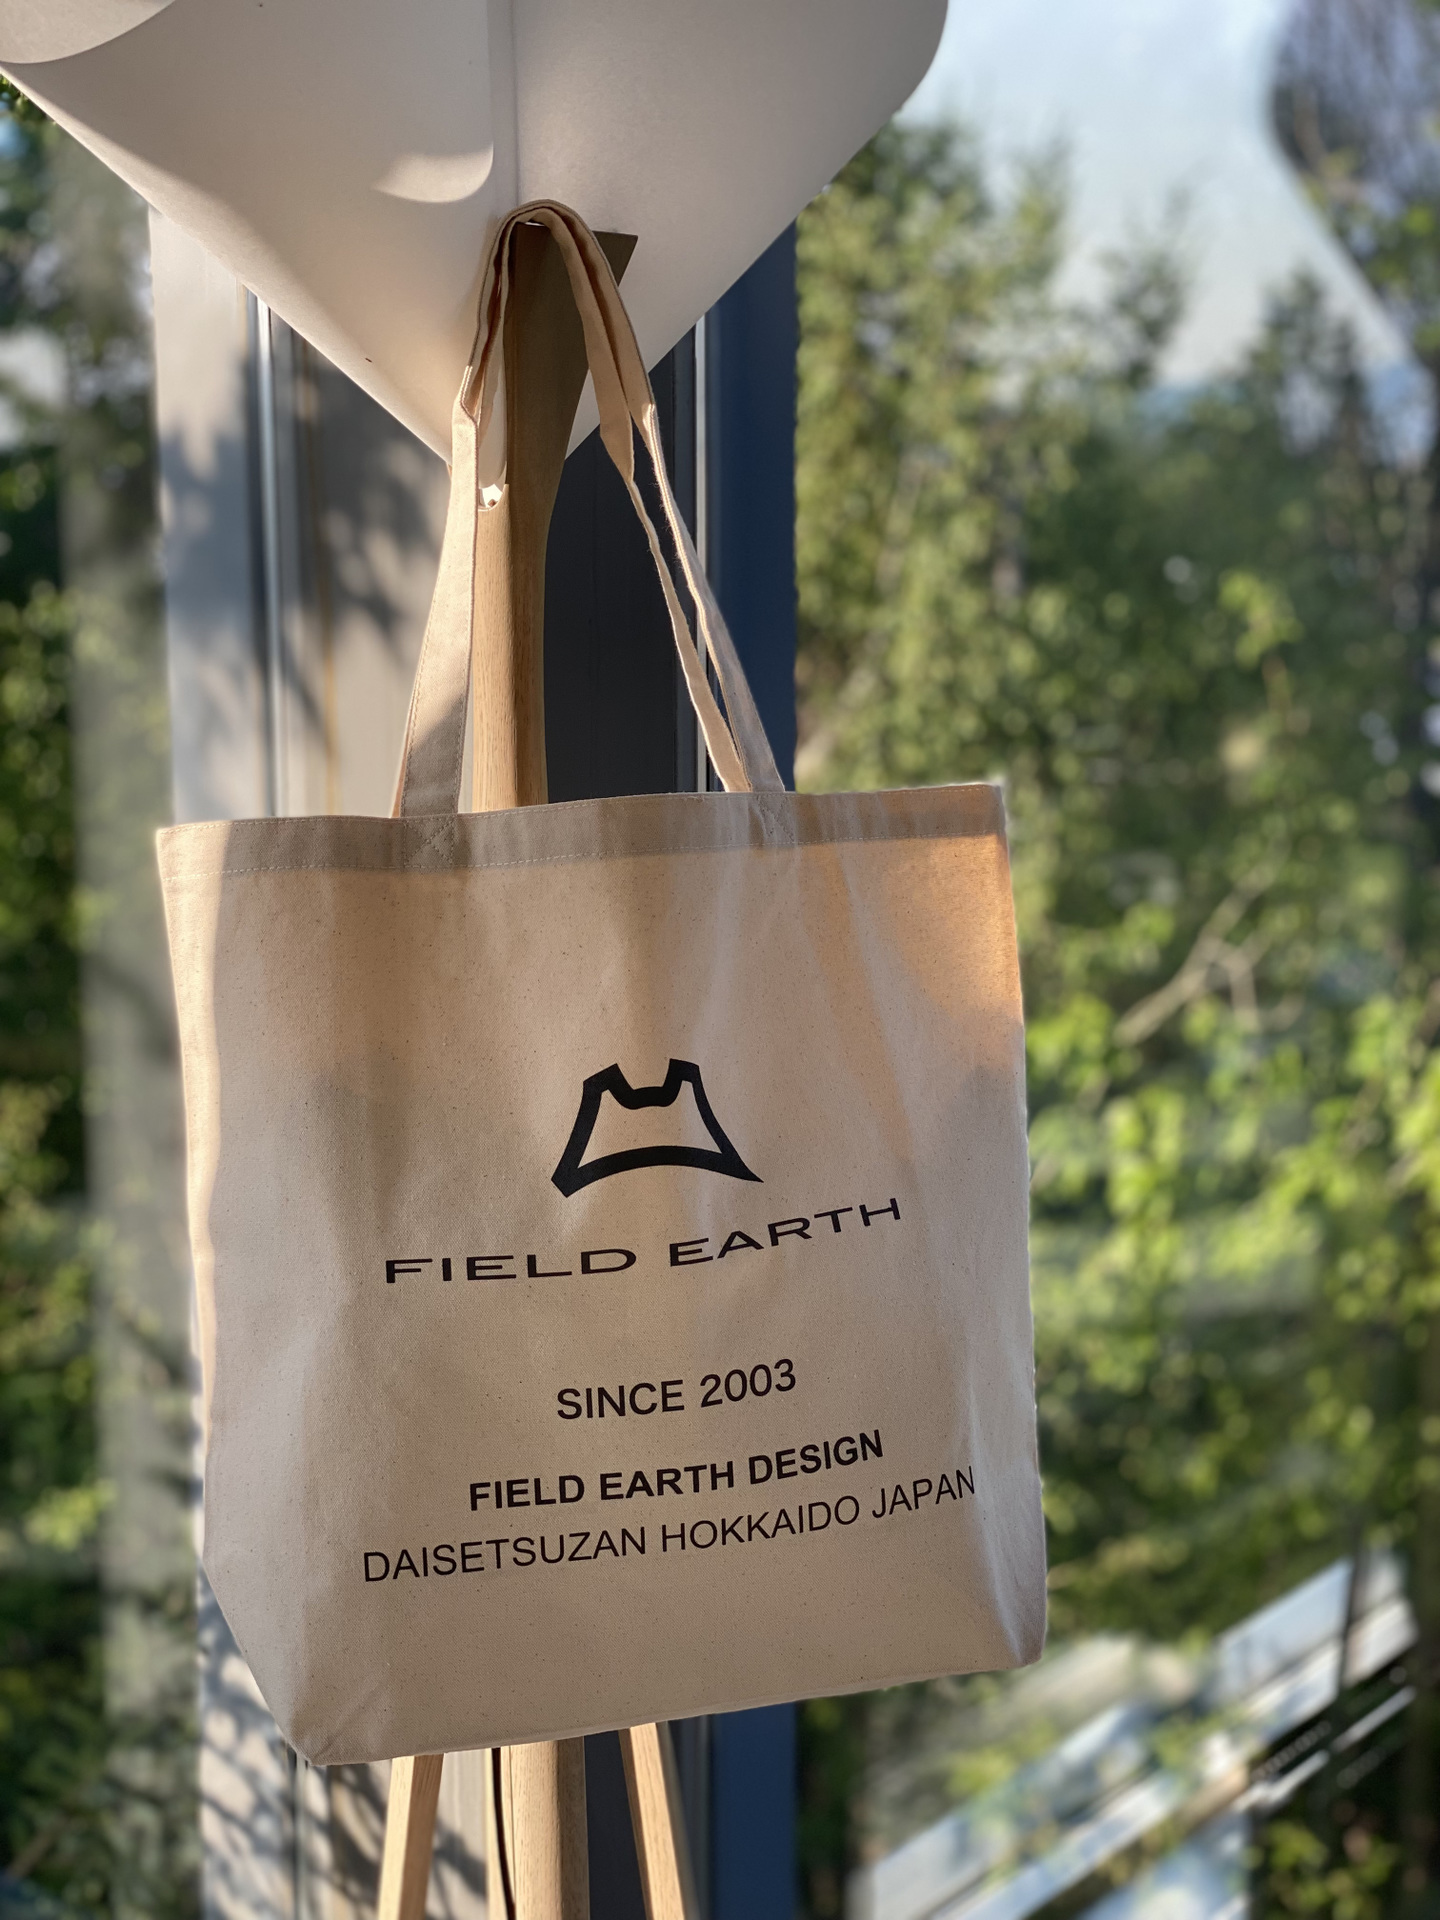 FIELD EARTH
SINCE 2003
FIELD EARTH DESIGN
DAISETSUZAN HOKKAIDO JAPAN